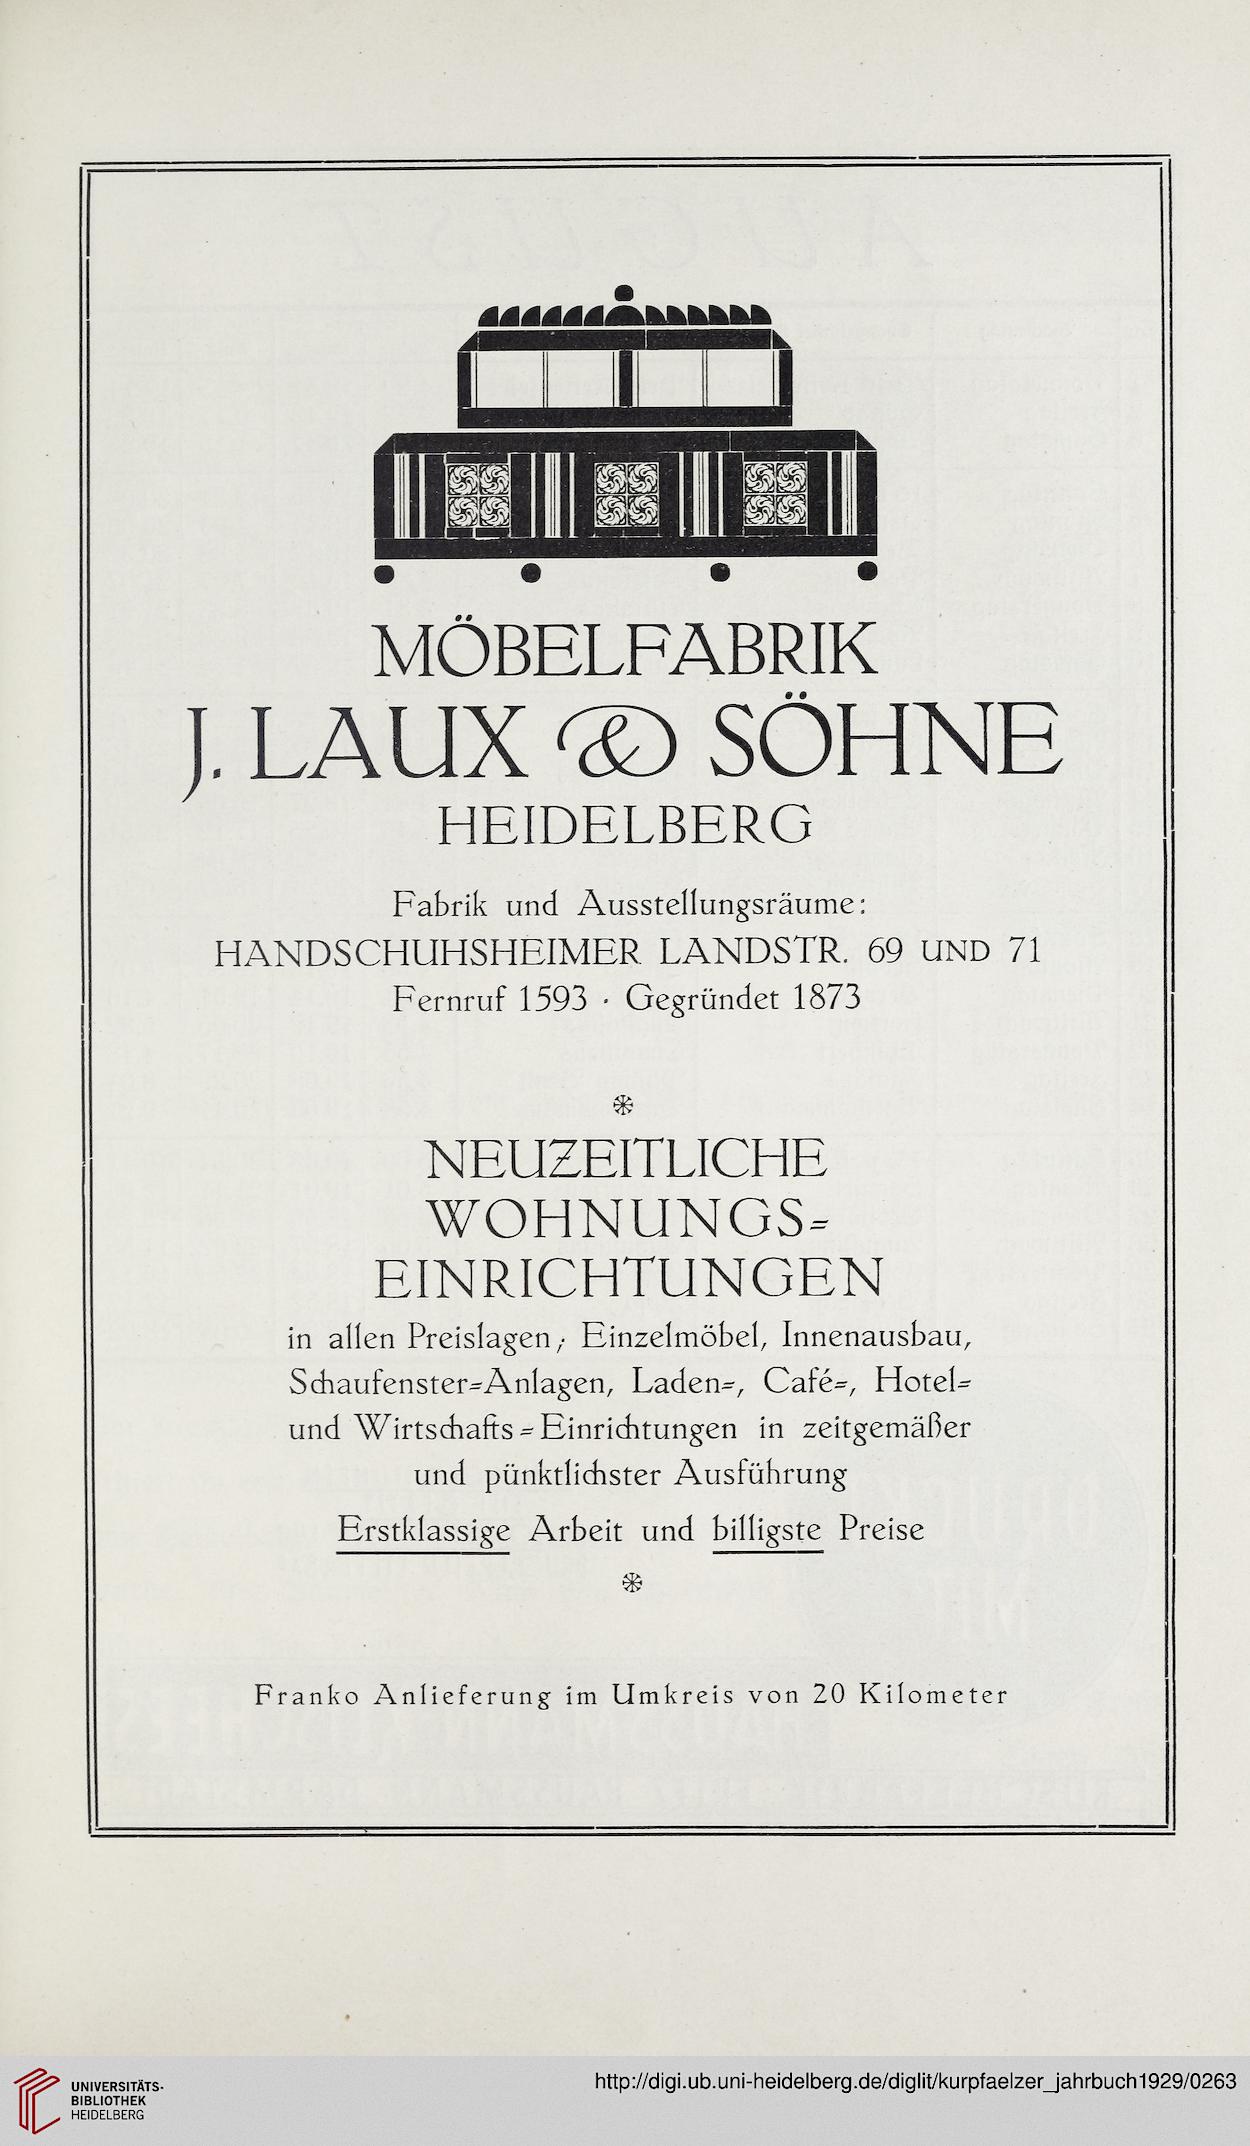 MÖBELFABRIK
J. LAUX & SÖHNE
HEIDELBERG
Fabrik und Ausstellungsräume:
HANDSCHUHSHEIMER LANDSTR. 69 UND 71
Fernruf 1593 · Gegründet 1873
NEUZEITLICHE
WOHNUNGS=
EINRICHTUNGEN
in allen Preislagen; Einzelmöbel, Innenausbau,
Schaufenster=Anlagen, Laden=, Café=, Hotel=
und Wirtschafts=Einrichtungen in zeitgemäßer
und pünktlichster Ausführung
Erstklassige Arbeit und billigste Preise
Franko Anlieferung im Umkreis von 20 Kilometer
UNIVERSITÄTS-
BIBLIOTHEK
HEIDELBERG
http://digi.ub.uni-heidelberg.de/diglit/kurpfaelzer_jahrbuch1929/0263